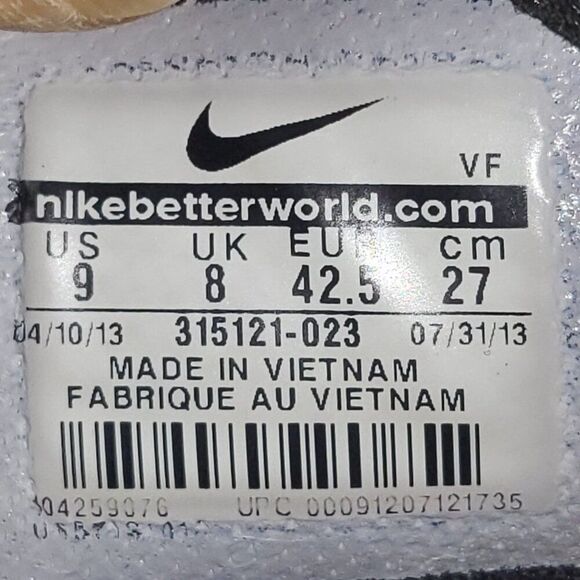 VF
nikebetterworld.com
US UK EUR cm
9 8 42.5 27
04/10/13 315121-023 07/31/13
MADE IN VIETNAM
FABRIQUE AU VIETNAM
UPC 00091207121735